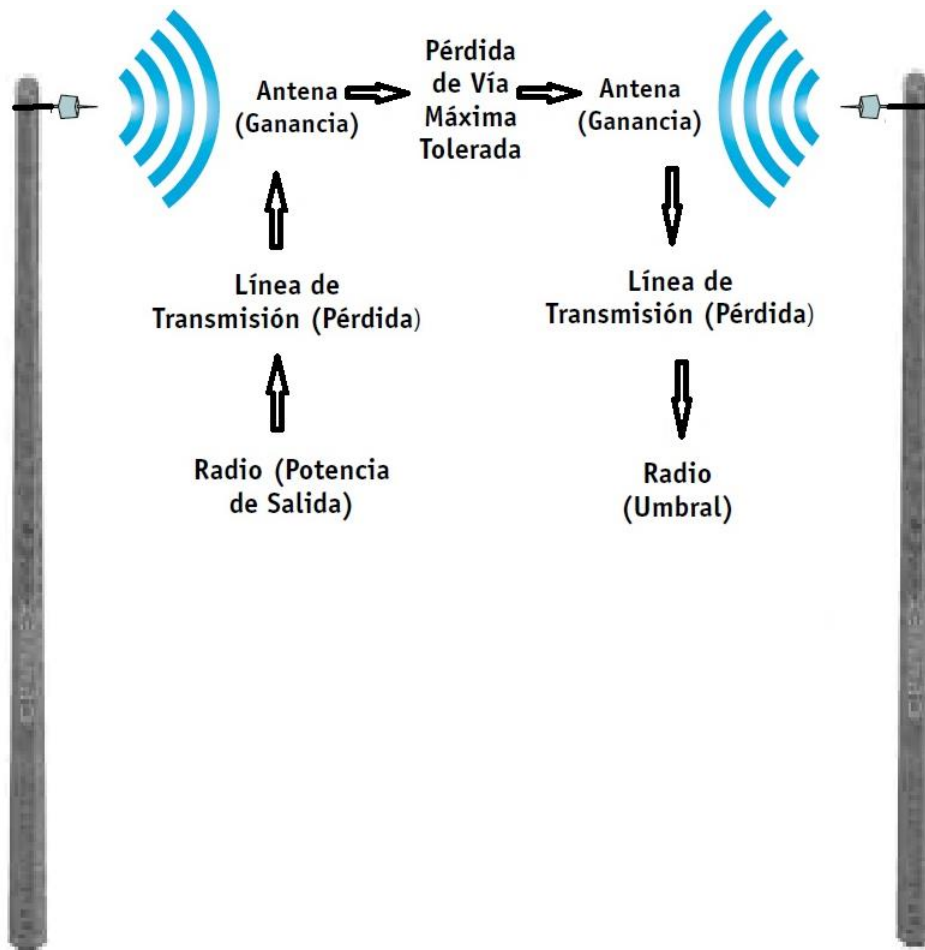 Antena
(Ganancia)
Pérdida
de Vía
Máxima
Tolerada
Antena
(Ganancia)
Línea de
Transmisión (Pérdida)
Línea de
Transmisión (Pérdida)
Radio (Potencia
de Salida)
Radio
(Umbral)